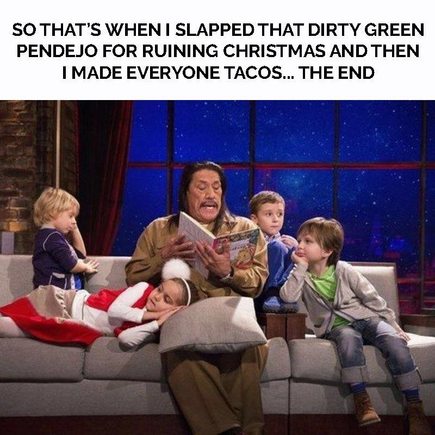 SO THAT'S WHEN I SLAPPED THAT DIRTY GREEN
PENDEJO FOR RUINING CHRISTMAS AND THEN
I MADE EVERYONE TACOS... THE END